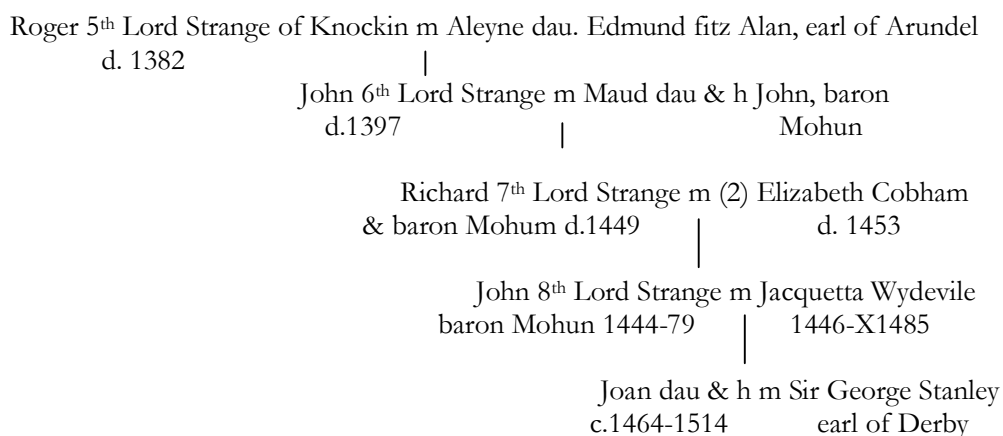 Roger 5th Lord Strange of Knockin m Aleyne dau. Edmund fitz Alan, earl of Arundel
d. 1382
John 6th Lord Strange m Maud dau & h John, baron
d.1397 Mohun
Richard 7th Lord Strange m (2) Elizabeth Cobham
& baron Mohum d.1449 d. 1453
John 8th Lord Strange m Jacquetta Wydevile
baron Mohun 1444-79 1446-X1485
Joan dau & h m Sir George Stanley
c.1464-1514 earl of Derby